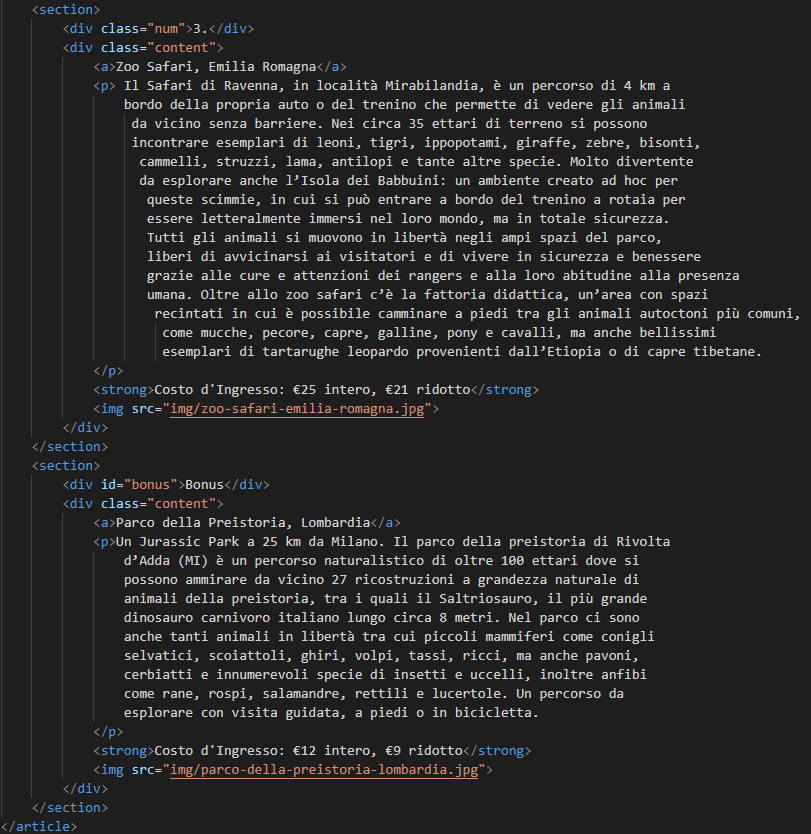 <section>
<div class="num">3.</div>
<div class="content">
<a>Zoo Safari, Emilia Romagna</a>
<p> Il Safari di Ravenna, in località Mirabilandia, è un percorso di 4 km a
bordo della propria auto o del trenino che permette di vedere gli animali
da vicino senza barriere. Nei circa 35 ettari di terreno si possono
incontrare esemplari di leoni, tigri, ippopotami, giraffe, zebre, bisonti,
cammelli, struzzi, lama, antilopi e tante altre specie. Molto divertente
da esplorare anche l’Isola dei Babbuini: un ambiente creato ad hoc per
queste scimmie, in cui si può entrare a bordo del trenino a rotaia per
essere letteralmente immersi nel loro mondo, ma in totale sicurezza.
Tutti gli animali si muovono in libertà negli ampi spazi del parco,
liberi di avvicinarsi ai visitatori e di vivere in sicurezza e benessere
grazie alle cure e attenzioni dei rangers e alla loro abitudine alla presenza
umana. Oltre allo zoo safari c’è la fattoria didattica, un’area con spazi
recintati in cui è possibile camminare a piedi tra gli animali autoctoni più comuni,
come mucche, pecore, capre, galline, pony e cavalli, ma anche bellissimi
esemplari di tartarughe leopardo provenienti dall’Etiopia o di capre tibetane.
</p>
<strong>Costo d'Ingresso: €25 intero, €21 ridotto</strong>
<img src="img/zoo-safari-emilia-romagna.jpg">
</div>
</section>
<section>
<div id="bonus">Bonus</div>
<div class="content">
<a>Parco della Preistoria, Lombardia</a>
<p>Un Jurassic Park a 25 km da Milano. Il parco della preistoria di Rivolta
d’Adda (MI) è un percorso naturalistico di oltre 100 ettari dove si
possono ammirare da vicino 27 ricostruzioni a grandezza naturale di
animali della preistoria, tra i quali il Saltriosauro, il più grande
dinosauro carnivoro italiano lungo circa 8 metri. Nel parco ci sono
anche tanti animali in libertà tra cui piccoli mammiferi come conigli
selvatici, scoiattoli, ghiri, volpi, tassi, ricci, ma anche pavoni,
cerbiatti e innumerevoli specie di insetti e uccelli, inoltre anfibi
come rane, rospi, salamandre, rettili e lucertole. Un percorso da
esplorare con visita guidata, a piedi o in bicicletta.
</p>
<strong>Costo d'Ingresso: €12 intero, €9 ridotto</strong>
<img src="img/parco-della-preistoria-lombardia.jpg">
</div>
</section>
</article>